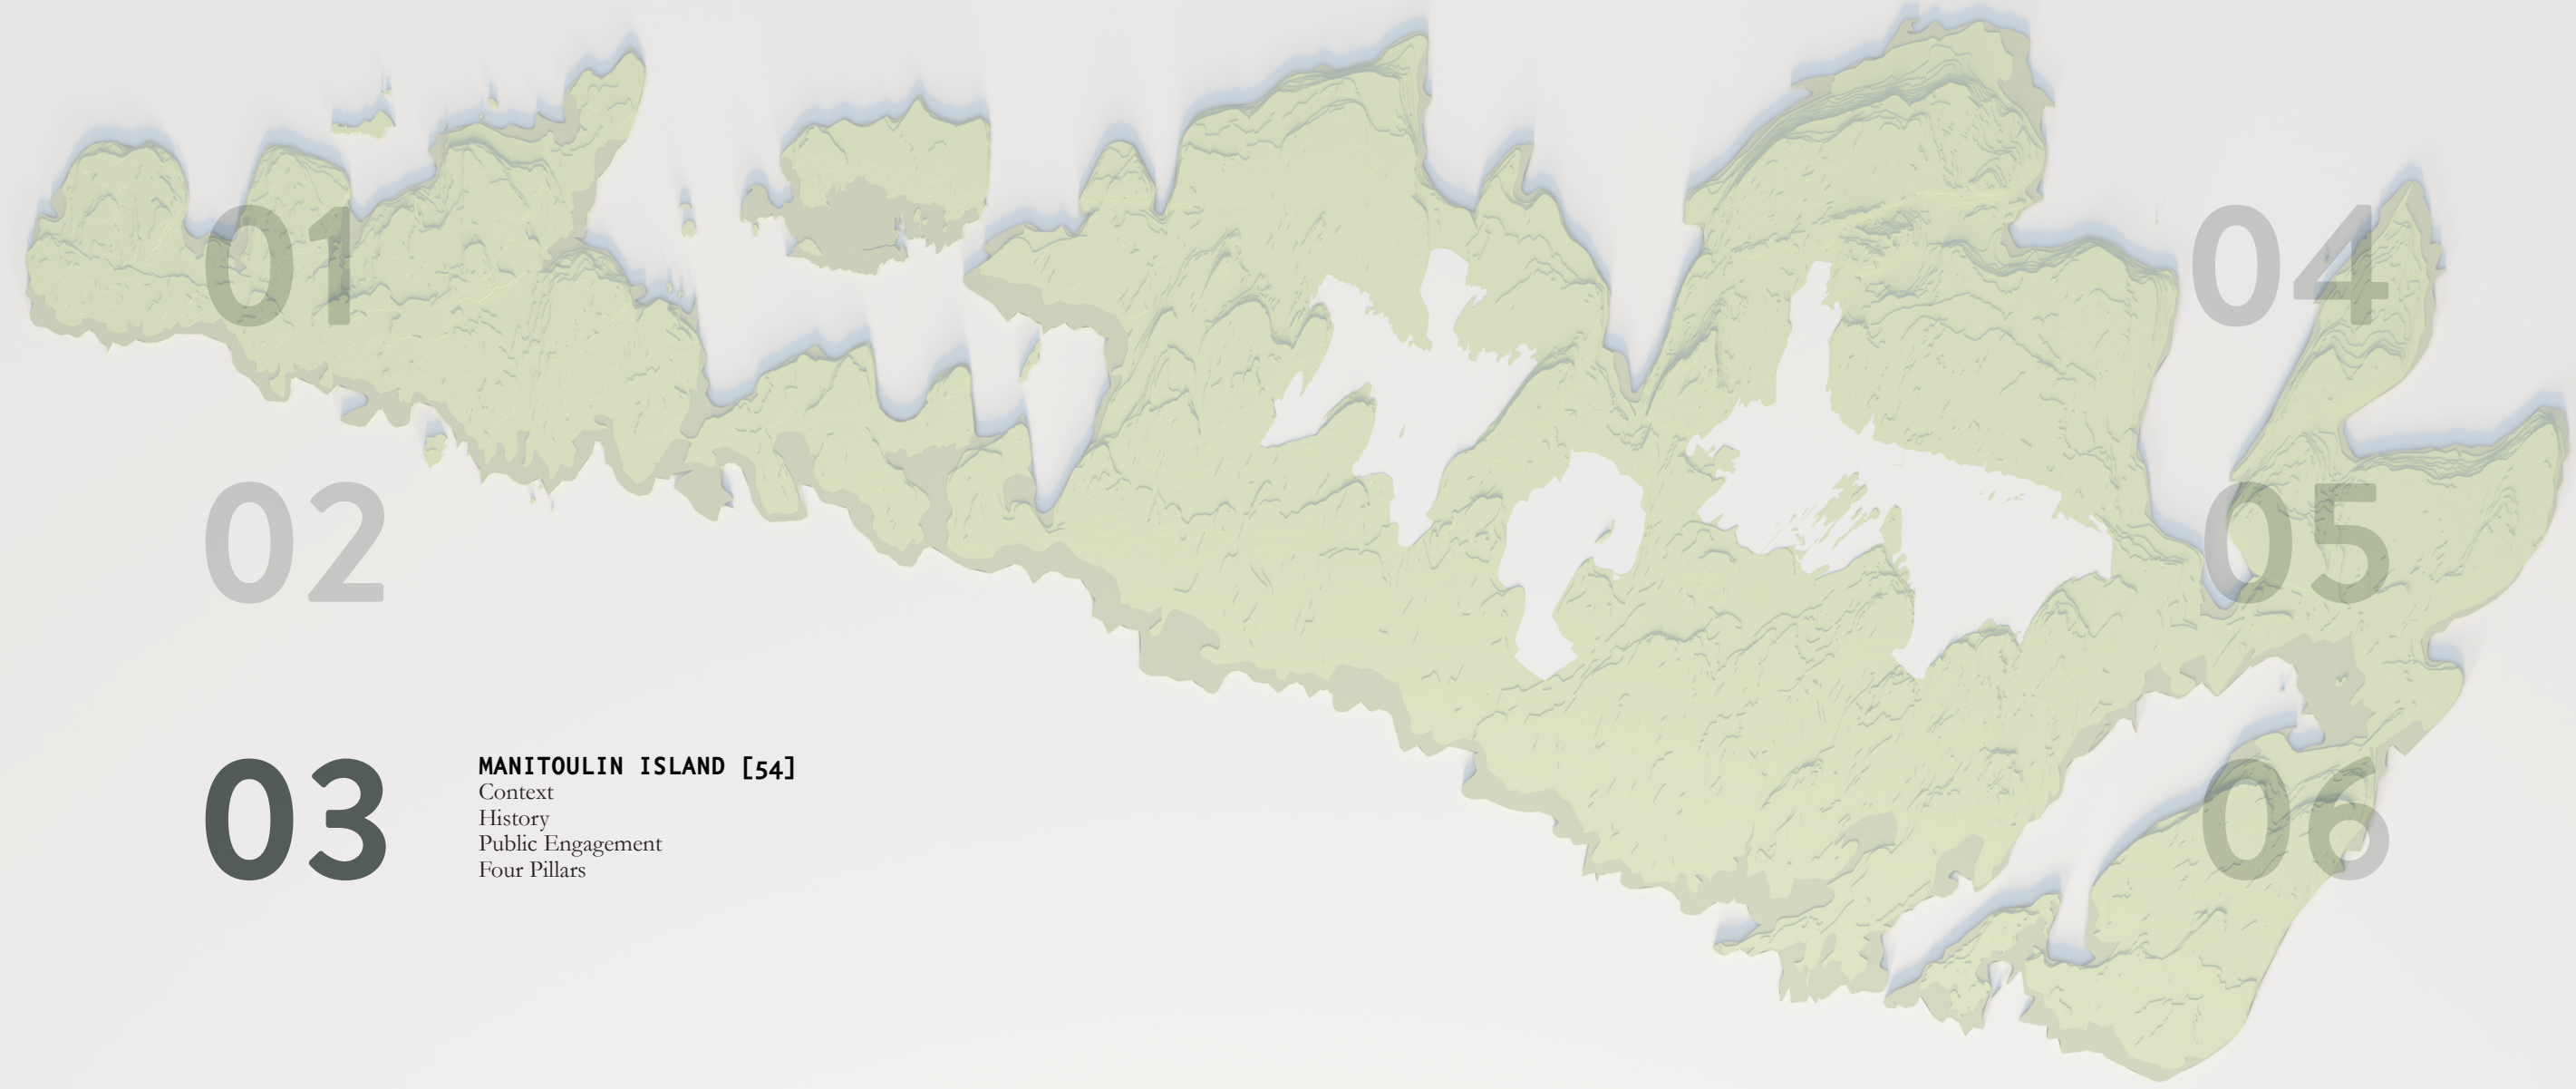 01
02
03
MANITOULIN ISLAND [54]
Context
History
Public Engagement
Four Pillars
04
05
06